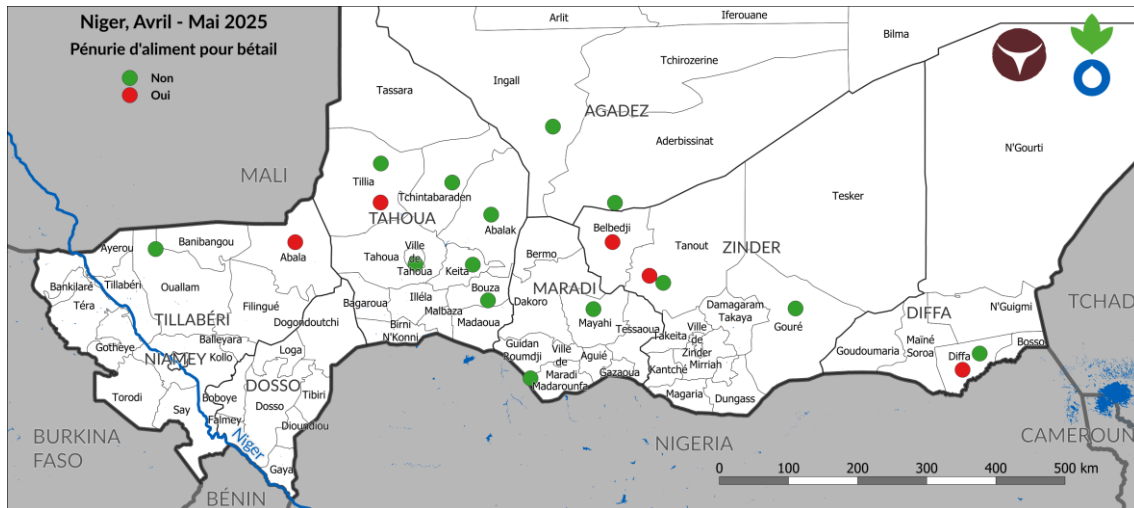 Niger, Avril - Mai 2025
Pénurie d'aliment pour bétail
Non
Oui
Arlit
Iferouane
Bilma
Tchirozerine
Ingall
Tassara
AGADEZ
Aderbissinat
N'Gourti
MALI
Tillia
Tchintabaraden
Tesker
TAHOUA
Abalak
Belbedji
Ayerou
Banibangou
Abala
Tahoua
Ville
de
Tahoua
Keita
Bermo
Tanout
ZINDER
Bankilaré
Tillabéri
Ouallam
Bouza
MARADI
Téra
Filingué
Bagaroua
Illéla
Malbaza
Dakoro
Damagaram
Takaya
Gouré
N'Guigmi
TCHAD
TILLABÉRI
Dogondoutchi
Birni
N'Konni
Madaoua
Mayahi
Tessaoua
Takeita
Ville
de
Zinder
DIFFA
Gothèye
Balleyara
Guidan
Roumdji
Ville
de
Maradi
Aguié
Mirriah
Goudoumaria
Maïné
Soroa
Diffa
Bosso
NIAMEY
Kollo
Loga
Madarounfa
Gazaoua
Kantché
Torodi
Say
Boboye
DOSSO
Tibiri
Magaria
Dungass
Dosso
Falmey
Dioundiou
BURKINA
FASO
Niger
NIGERIA
CAMEROUN
Gaya
BÉNIN
0
100
200
300
400
500 km